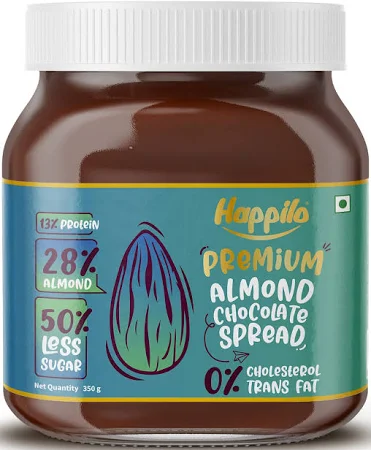 Happilo
"PREMIUM"
ALMOND
CHOCOLATE
SPREAD
13% PROTEIN
28%
ALMOND
50%
LESS
SUGAR
Net Quantity 350 g
0% CHOLESTEROL
TRANS FAT